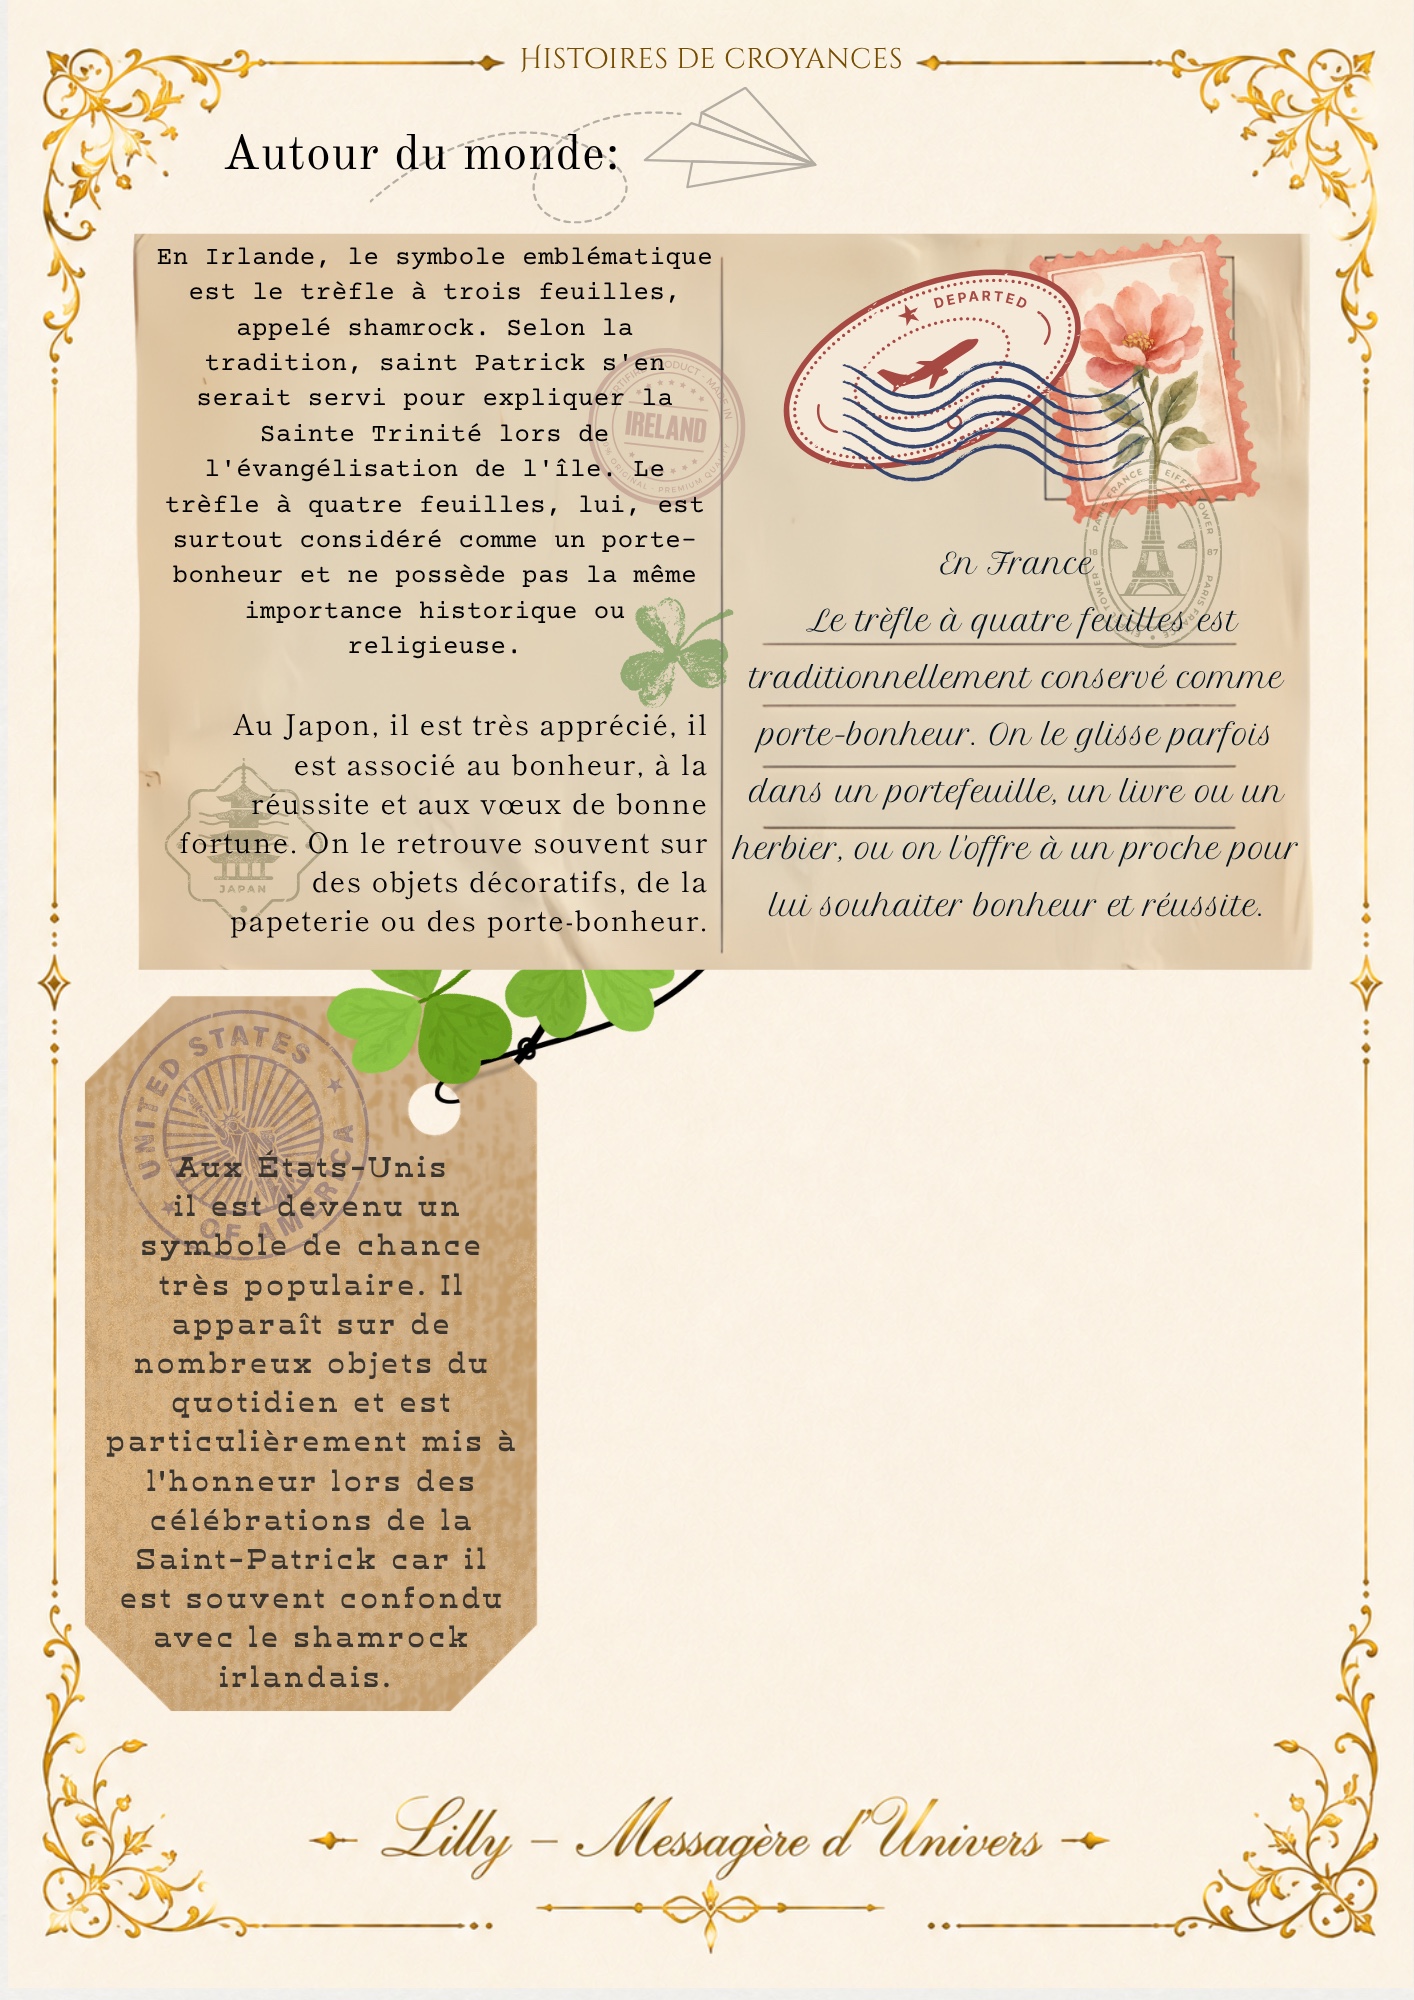 HISTOIRES DE CROYANCES
Autour du monde:
En Irlande, le symbole emblématique
est le trèfle à trois feuilles,
appelé shamrock. Selon la
tradition, saint Patrick s'en
serait servi pour expliquer la
Sainte Trinité lors de
l'évangélisation de l'île. Le
trèfle à quatre feuilles, lui, est
surtout considéré comme un porte-
bonheur et ne possède pas la même
importance historique ou
religieuse.
IRELAND
Au Japon, il est très apprécié, il
est associé au bonheur, à la
réussite et aux vœux de bonne
fortune. On le retrouve souvent sur
des objets décoratifs, de la
papeterie ou des porte-bonheur.
JAPAN
DEPARTED
PARIS FRANCE
EIFFEL TOWER
18 87
PARIS FRANCE
En France
Le trèfle à quatre feuilles est
traditionnellement conservé comme
porte-bonheur. On le glisse parfois
dans un portefeuille, un livre ou un
herbier, ou on l'offre à un proche pour
lui souhaiter bonheur et réussite.
UNITED STATES
OF AMERICA
Aux États-Unis
il est devenu un
symbole de chance
très populaire. Il
apparaît sur de
nombreux objets du
quotidien et est
particulièrement mis à
l'honneur lors des
célébrations de la
Saint-Patrick car il
est souvent confondu
avec le shamrock
irlandais.
Lilly – Messagère d'Univers